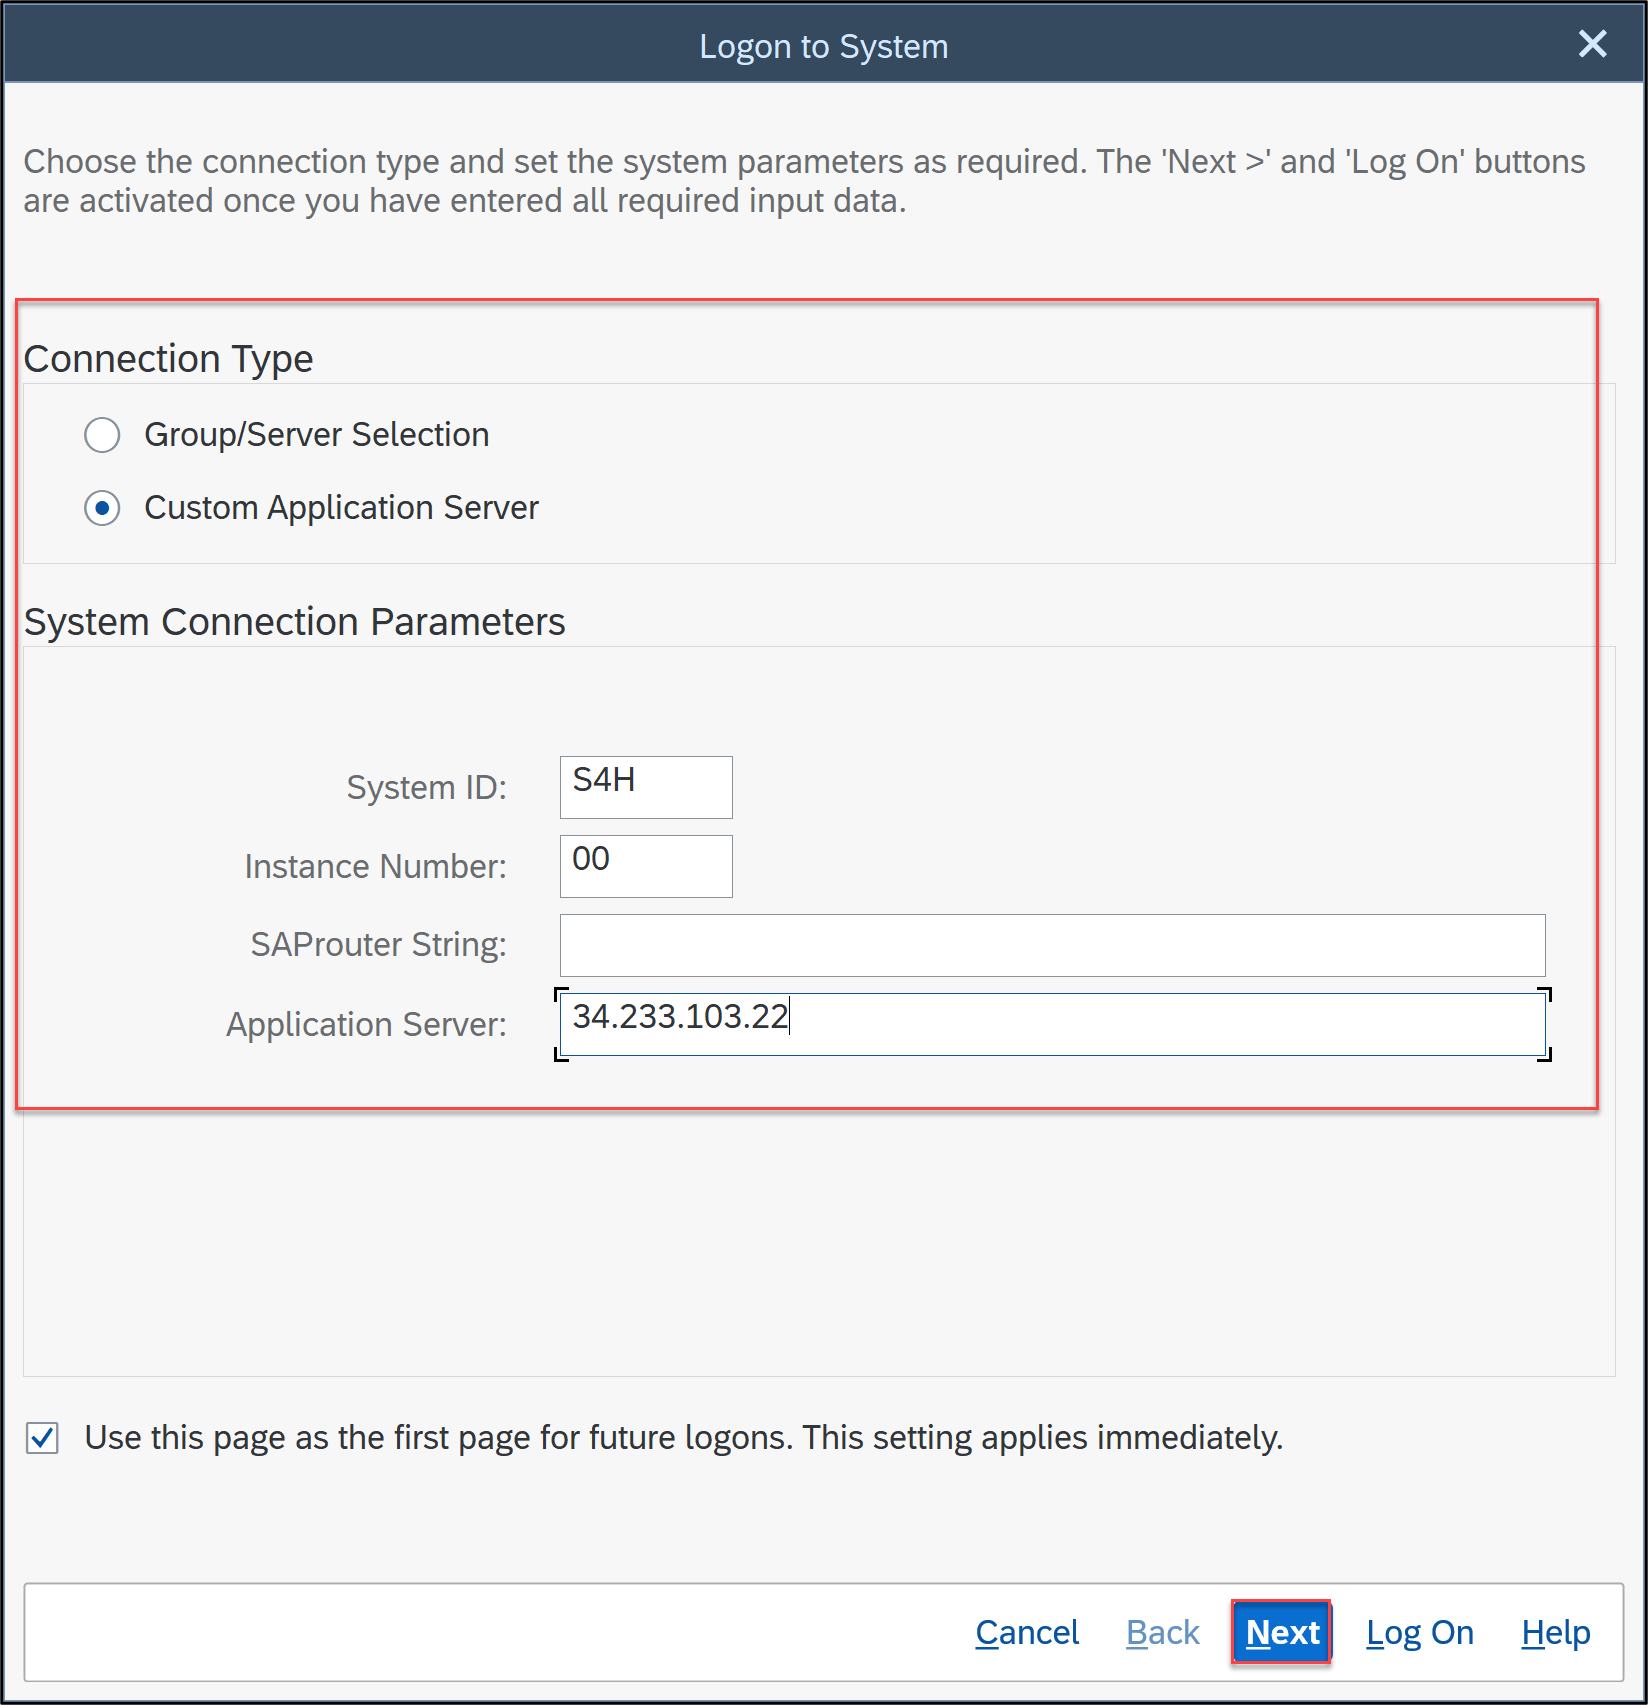 Logon to System
Choose the connection type and set the system parameters as required. The 'Next >' and 'Log On' buttons
are activated once you have entered all required input data.
Connection Type
Group/Server Selection
Custom Application Server
System Connection Parameters
System ID: S4H
Instance Number: 00
SAProuter String:
Application Server: 34.233.103.22
Use this page as the first page for future logons. This setting applies immediately.
Cancel Back Next Log On Help